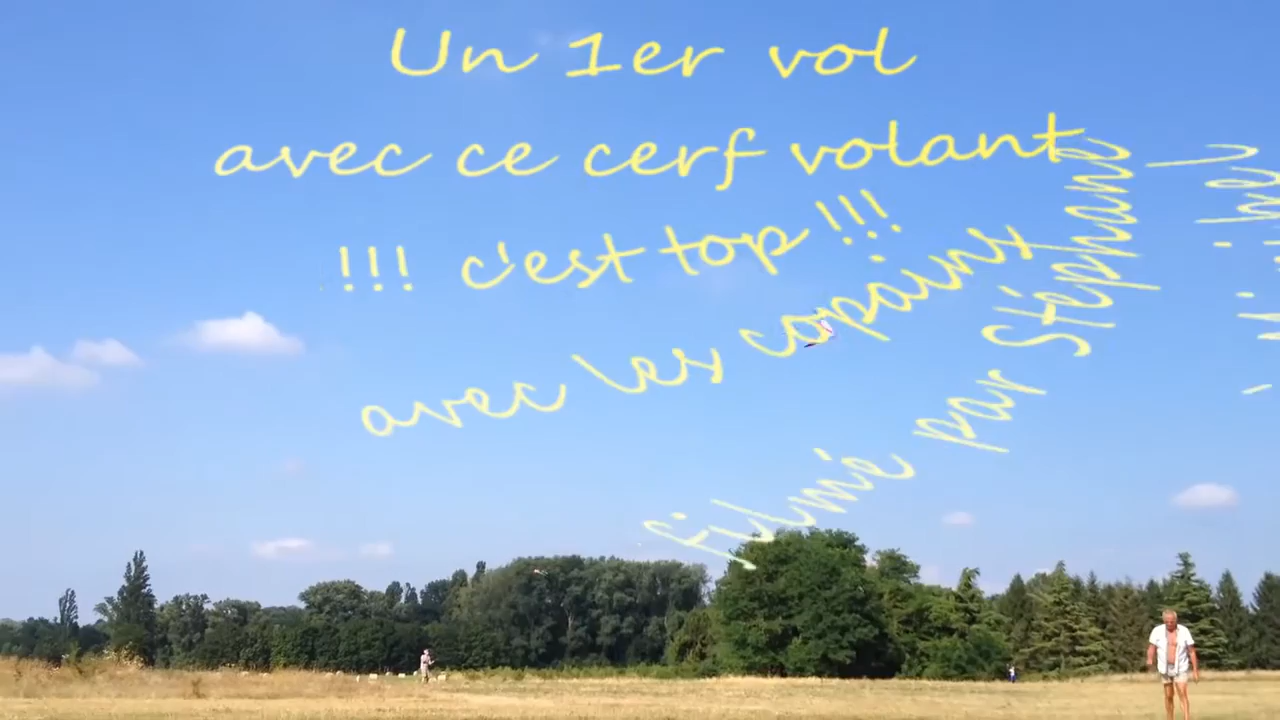 Un 1er vol
avec ce cerf volant
!!! c'est top !!!
avec les copains
filmé par Stéphane